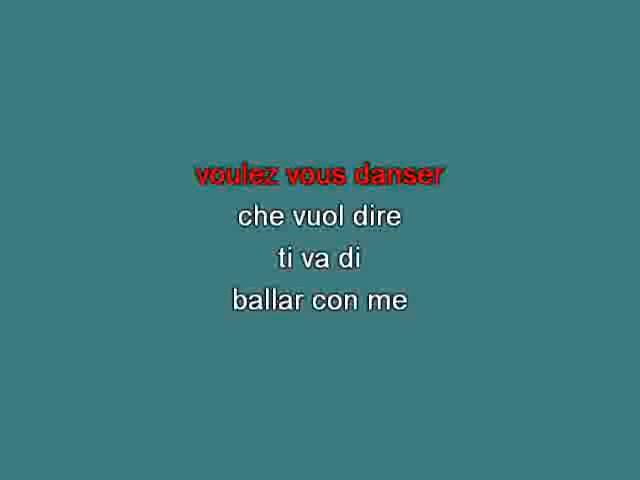 voulez vous danser
che vuol dire
ti va di
ballar con me